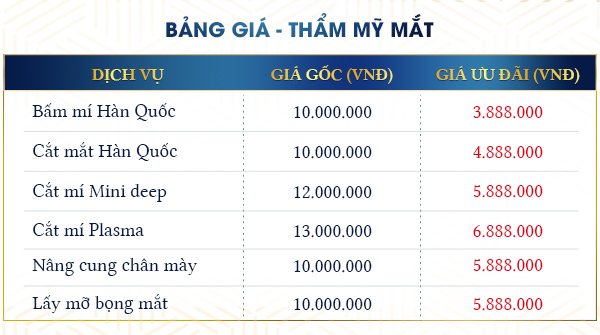 BẢNG GIÁ - THẨM MỸ MẮT
DỊCH VỤ GIÁ GỐC (VNĐ) GIÁ ƯU ĐÃI (VNĐ)
Bấm mí Hàn Quốc 10.000.000 3.888.000
Cắt mắt Hàn Quốc 10.000.000 4.888.000
Cắt mí Mini deep 12.000.000 5.888.000
Cắt mí Plasma 13.000.000 6.888.000
Nâng cung chân mày 10.000.000 5.888.000
Lấy mỡ bọng mắt 10.000.000 5.888.000